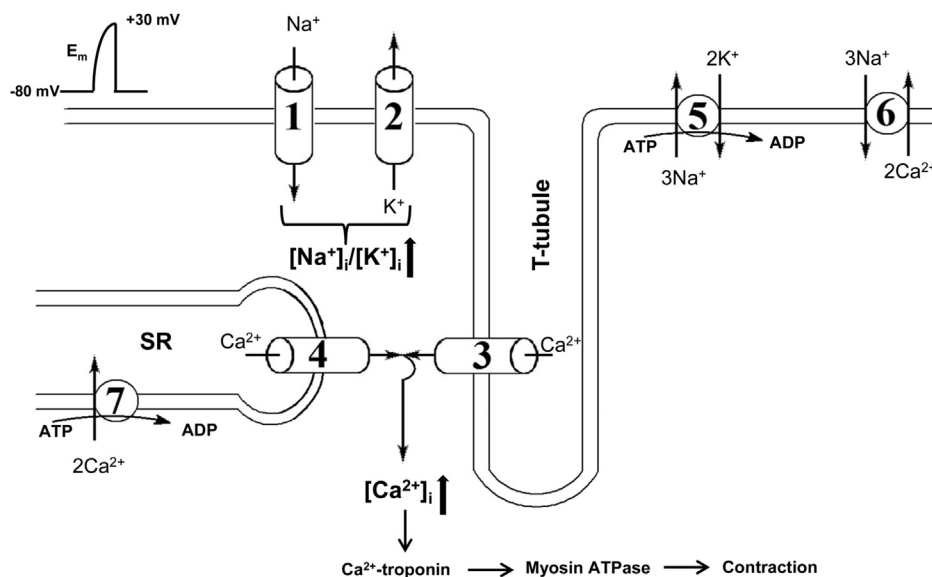 +30 mV
Eₘ
-80 mV
Na⁺
1
2
K⁺
[Na⁺]ᵢ/[K⁺]ᵢ
T-tubule
2K⁺
3Na⁺
5
6
ATP
ADP
3Na⁺
2Ca²⁺
SR
Ca²⁺
4
3
Ca²⁺
7
ATP
ADP
2Ca²⁺
[Ca²⁺]ᵢ
Ca²⁺-troponin
Myosin ATPase
Contraction